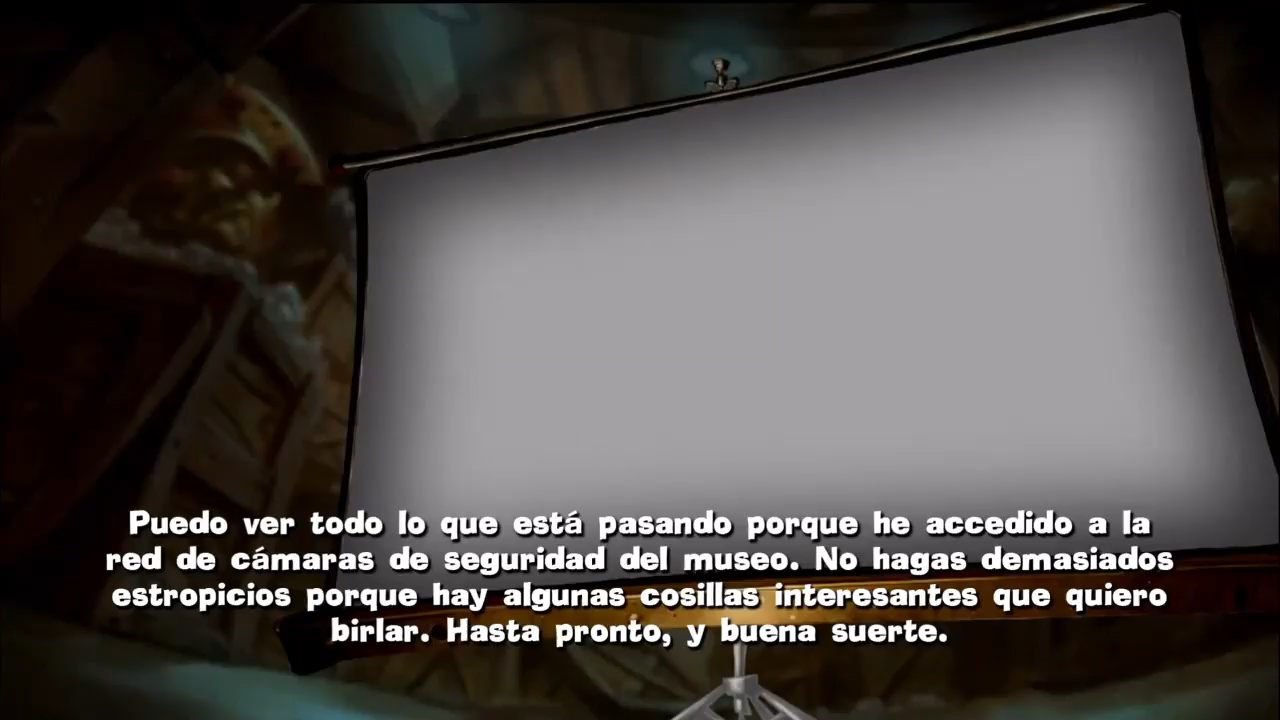 Puedo ver todo lo que está pasando porque he accedido a la
red de cámaras de seguridad del museo. No hagas demasiados
estropicios porque hay algunas cosillas interesantes que quiero
birlar. Hasta pronto, y buena suerte.